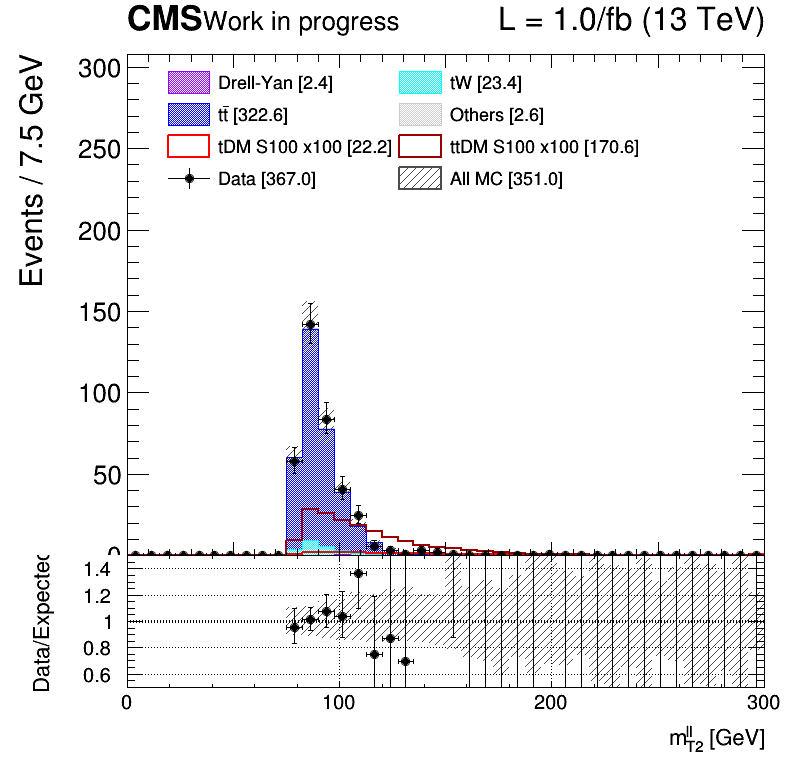 CMS Work in progress L = 1.0/fb (13 TeV)
Events / 7.5 GeV
300
250
200
150
100
50
0
Drell-Yan [2.4] tW [23.4]
tt̄ [322.6] Others [2.6]
tDM S100 x100 [22.2] ttDM S100 x100 [170.6]
Data [367.0] All MC [351.0]
Data/Expected
1.4
1.2
1
0.8
0.6
0 100 200 300
m^{ll}_{T2} [GeV]